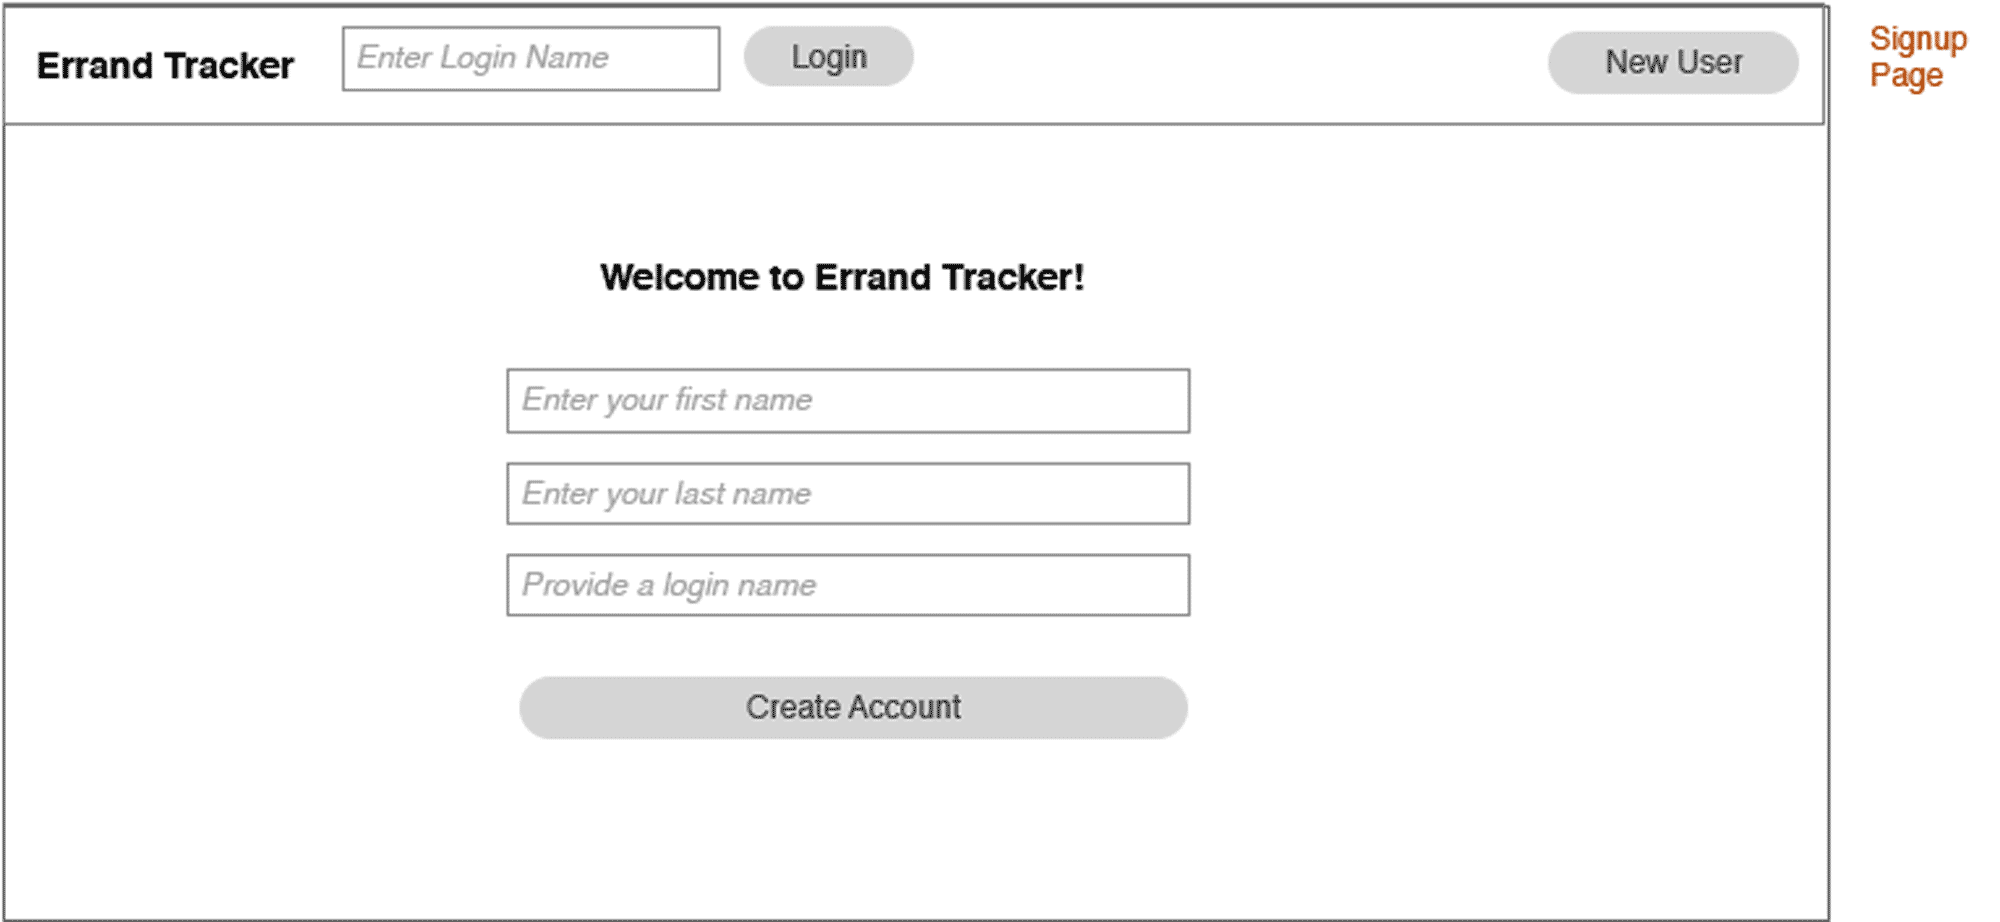 Errand Tracker
Enter Login Name
Login
New User
Signup
Page
Welcome to Errand Tracker!
Enter your first name
Enter your last name
Provide a login name
Create Account